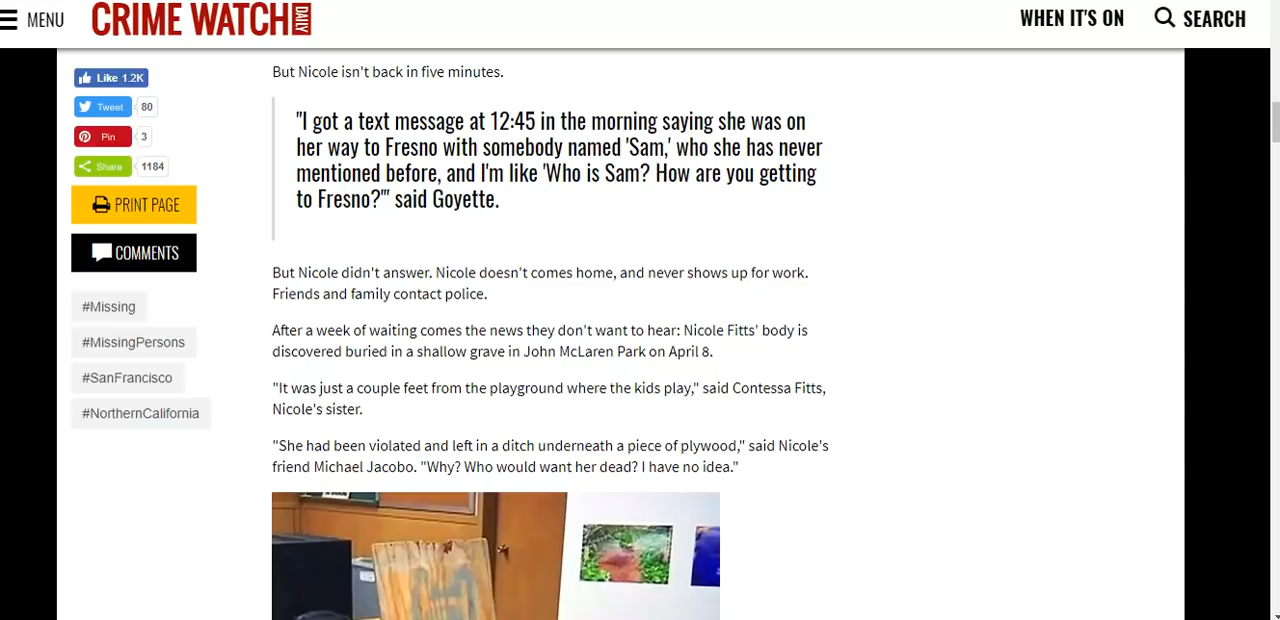 MENU
CRIME WATCH DAILY
WHEN IT'S ON
SEARCH
Like 1.2K
Tweet 80
Pin 3
Share 1184
PRINT PAGE
COMMENTS
#Missing
#MissingPersons
#SanFrancisco
#NorthernCalifornia
But Nicole isn't back in five minutes.
"I got a text message at 12:45 in the morning saying she was on
her way to Fresno with somebody named 'Sam,' who she has never
mentioned before, and I'm like 'Who is Sam? How are you getting
to Fresno?'" said Goyette.
But Nicole didn't answer. Nicole doesn't comes home, and never shows up for work.
Friends and family contact police.
After a week of waiting comes the news they don't want to hear: Nicole Fitts' body is
discovered buried in a shallow grave in John McLaren Park on April 8.
"It was just a couple feet from the playground where the kids play," said Contessa Fitts,
Nicole's sister.
"She had been violated and left in a ditch underneath a piece of plywood," said Nicole's
friend Michael Jacobo. "Why? Who would want her dead? I have no idea."